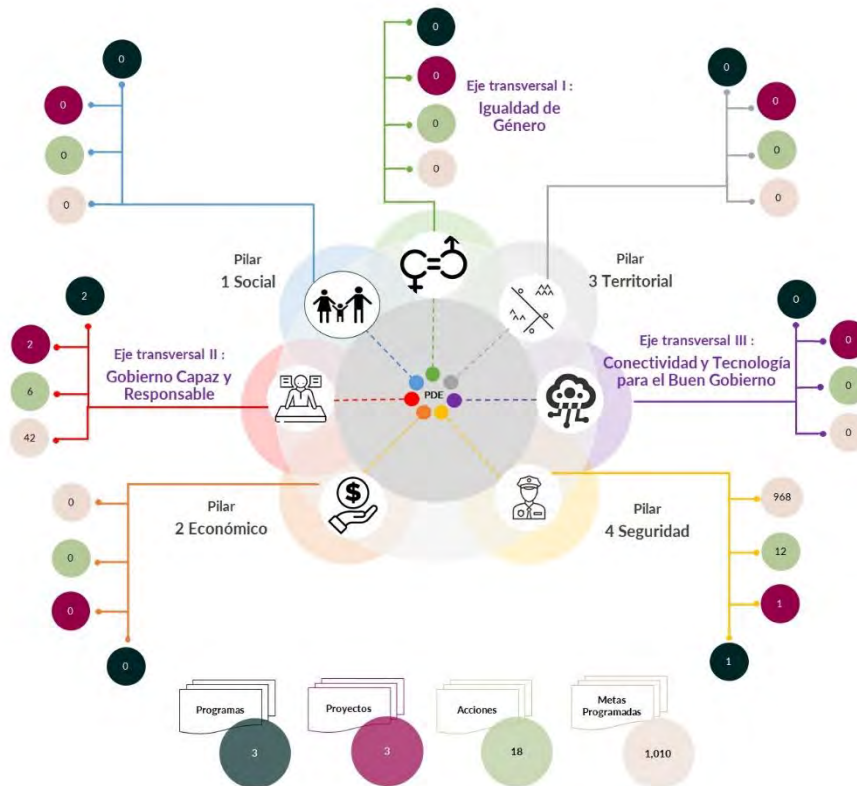 0
0
0
0
0
0
0
0
Eje transversal I :
Igualdad de
Género
0
0
0
0
Pilar
1 Social
Pilar
3 Territorial
2
2
6
42
Eje transversal II :
Gobierno Capaz y
Responsable
PDE
Eje transversal III :
Conectividad y Tecnología
para el Buen Gobierno
0
0
0
0
0
0
0
0
Pilar
2 Económico
$
Pilar
4 Seguridad
968
12
1
1
Programas
3
Proyectos
3
Acciones
18
Metas
Programadas
1,010